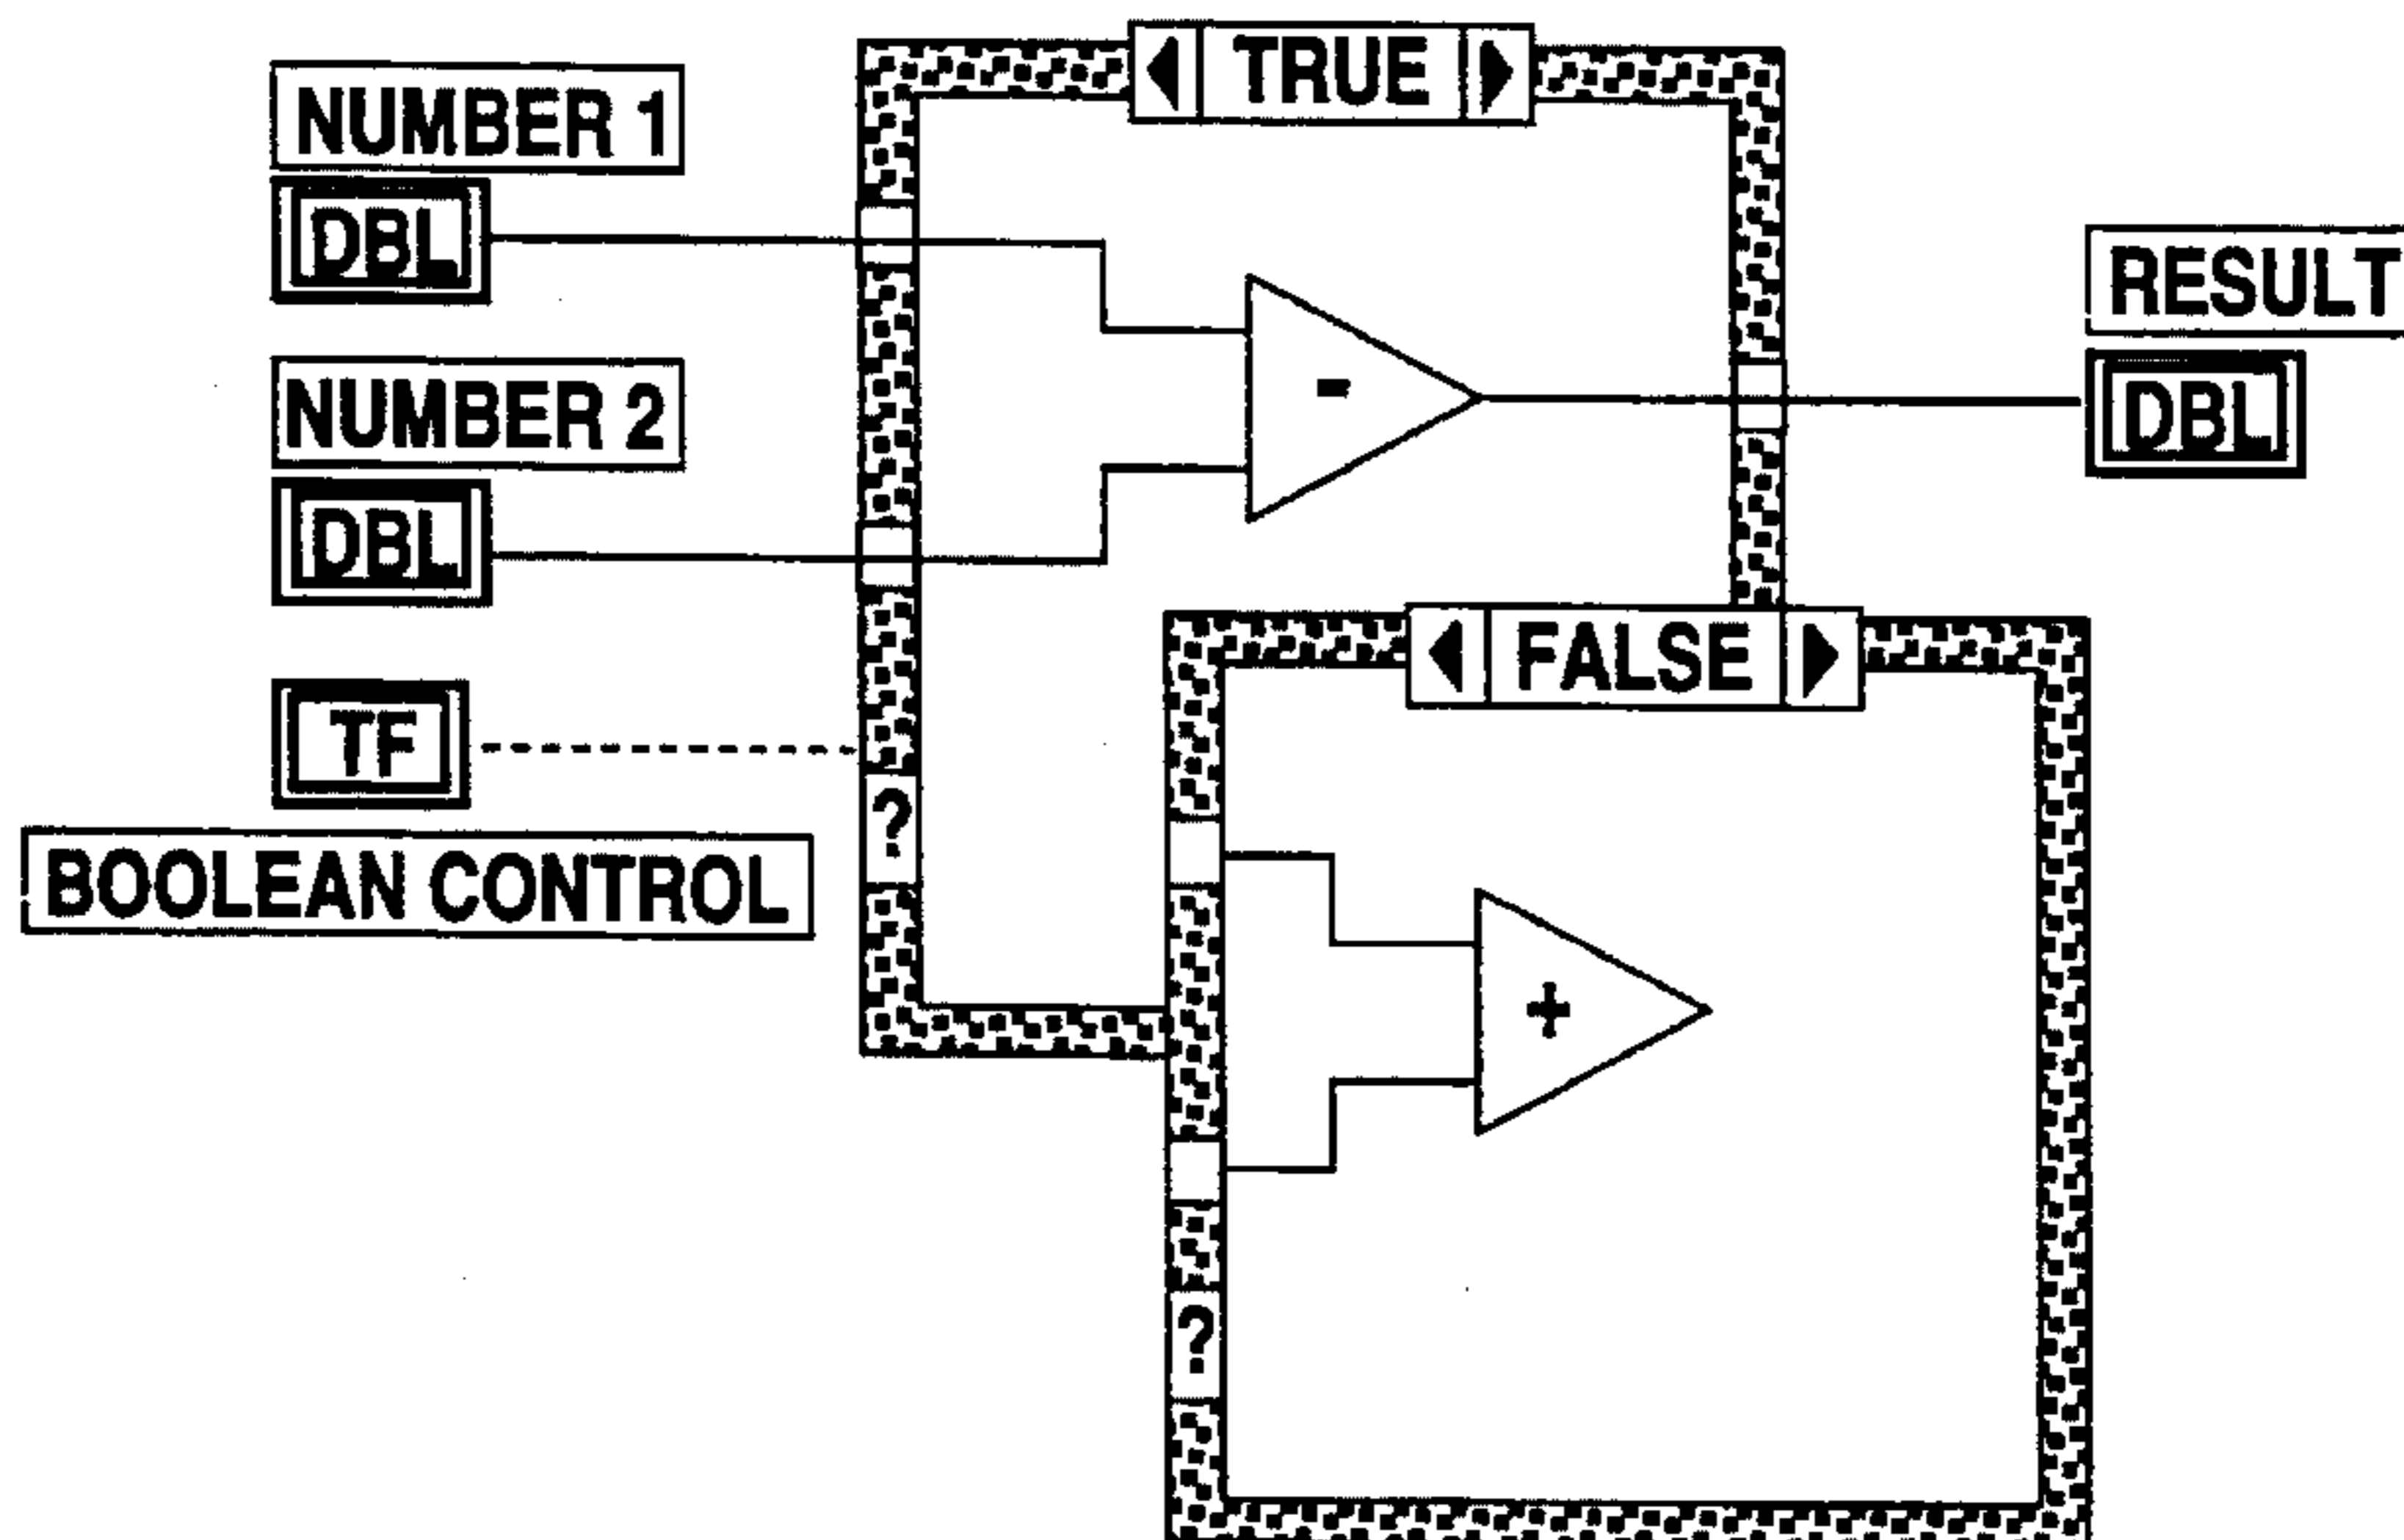 TRUE
NUMBER 1
DBL
-
RESULT
DBL
NUMBER 2
DBL
FALSE
TF
?
BOOLEAN CONTROL
+
?